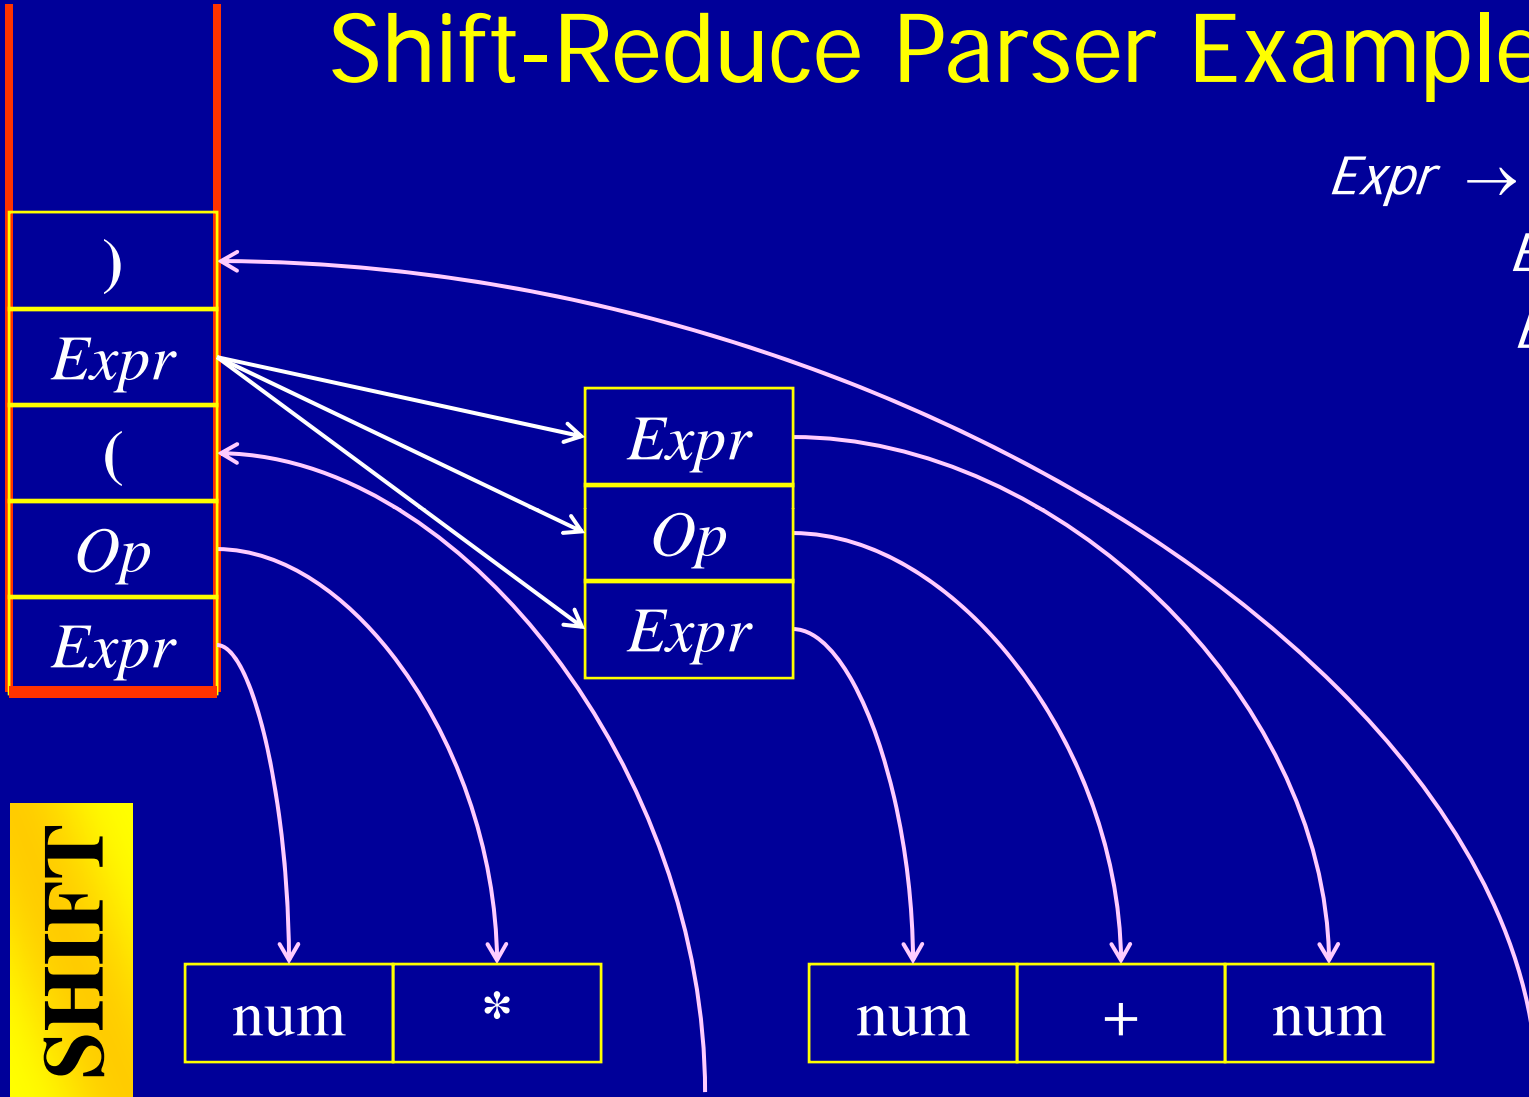 Shift-Reduce Parser Example
Expr →
)
Expr
(
Op
Expr
Expr
Op
Expr
SHIFT
num *
num + num